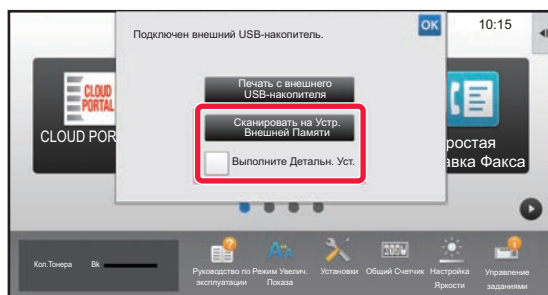 Подключен внешний USB-накопитель.
OK
10:15
Печать с внешнего
USB-накопителя
CLOUD
PORTAL
Сканировать на Устр.
Внешней Памяти
CLOUD POR
ростая
Выполните Детальн. Уст.
авка Факса
Кол.Тонера
Bk
Руководство по
эксплуатации
Режим Увелич.
Показа
Установки
Общий Счетчик
Настройка
Яркости
Управление
заданиями